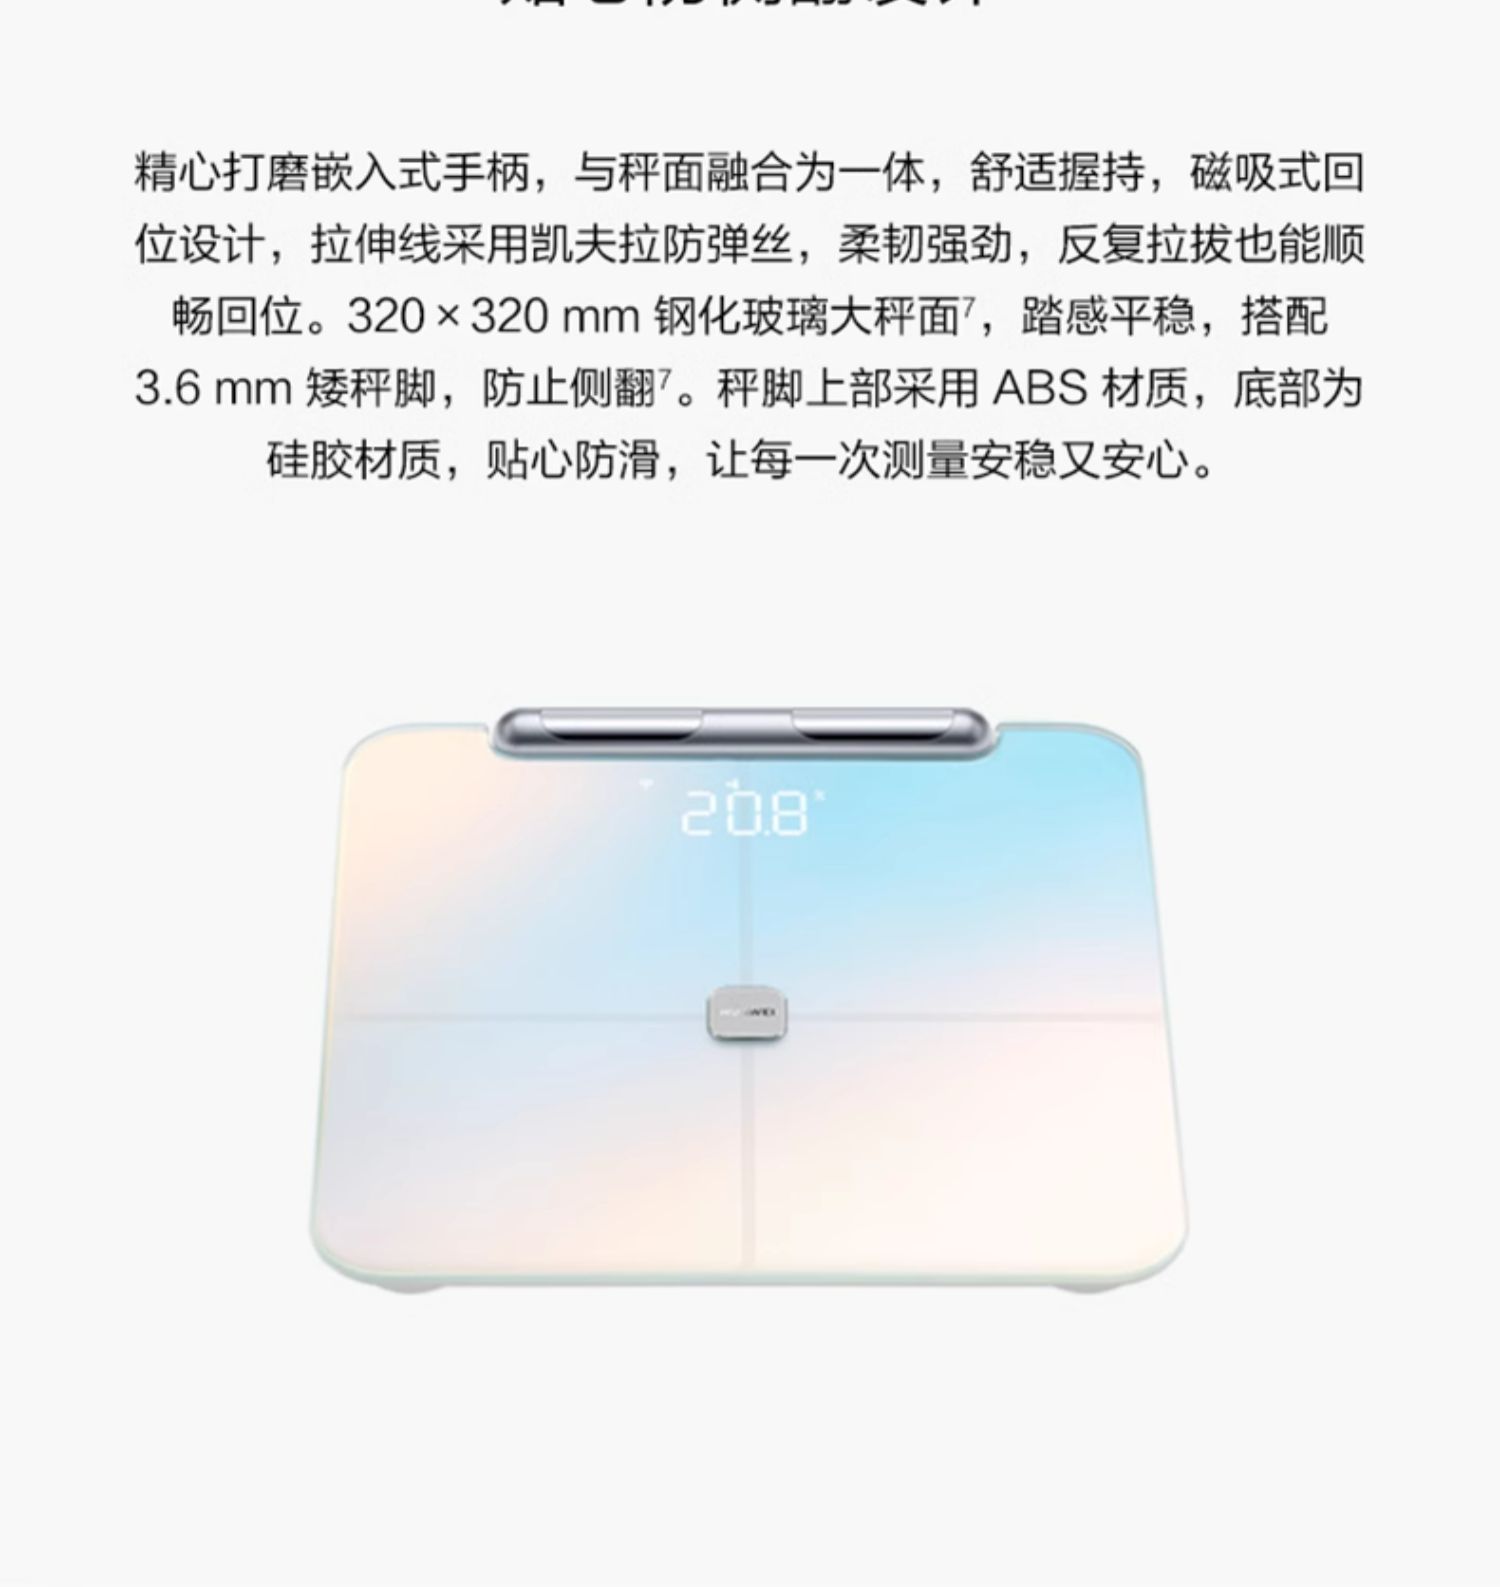 精心打磨嵌入式手柄，与秤面融合为一体，舒适握持，磁吸式回
位设计，拉伸线采用凯夫拉防弹丝，柔韧强劲，反复拉拔也能顺
畅回位。320 × 320 mm 钢化玻璃大秤面⁷，踏感平稳，搭配
3.6 mm 矮秤脚，防止侧翻⁷。秤脚上部采用 ABS 材质，底部为
硅胶材质，贴心防滑，让每一次测量安稳又安心。
20.8%
HUAWEI